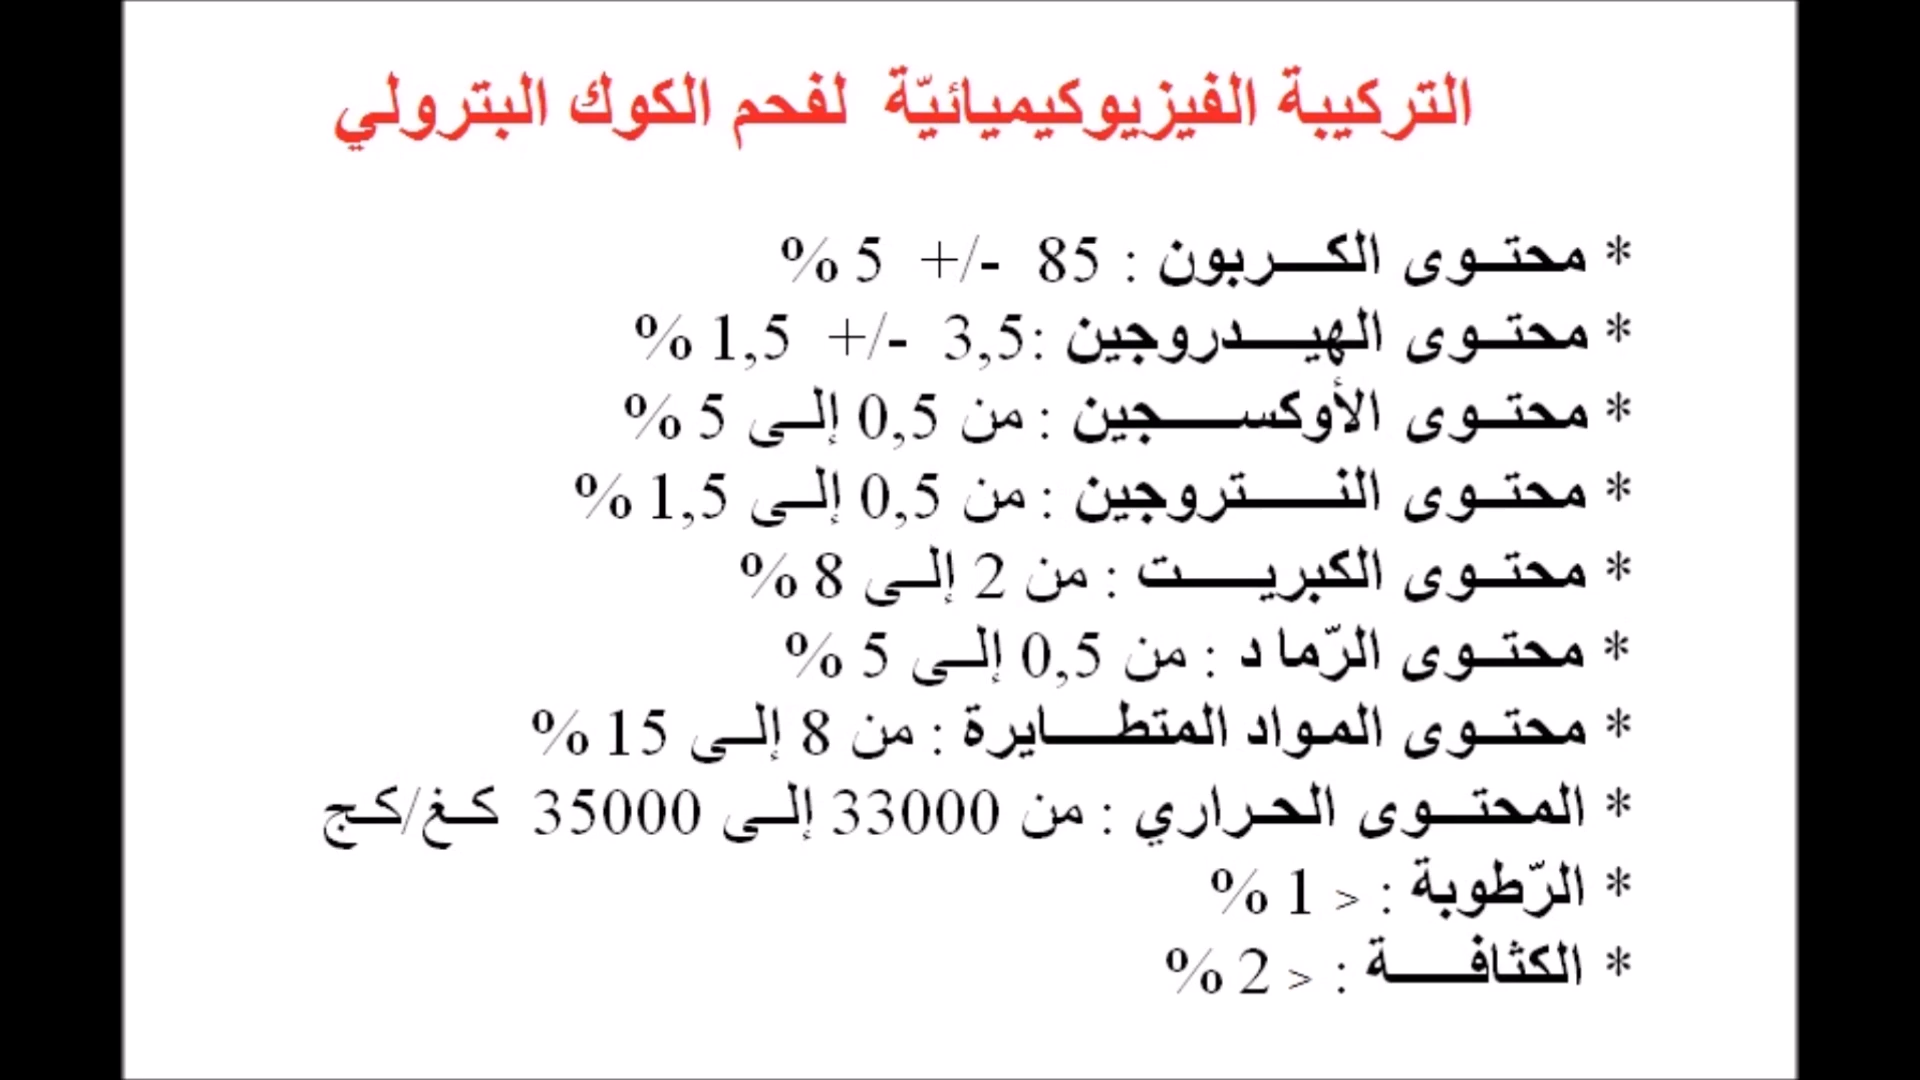 التركيبة الفيزيوكيميائيّة لفحم الكوك البترولي
* محتوى الكربون : 85 -/+ 5 %
* محتوى الهيدروجين :3,5 -/+ 1,5 %
* محتوى الأوكسجين : من 0,5 إلى 5 %
* محتوى النتروجين : من 0,5 إلى 1,5 %
* محتوى الكبريت : من 2 إلى 8 %
* محتوى الرّما د : من 0,5 إلى 5 %
* محتوى المواد المتطايرة : من 8 إلى 15 %
* المحتوى الحراري : من 33000 إلى 35000 كغ/كج
* الرّطوبة : > 1 %
* الكثافة : > 2 %